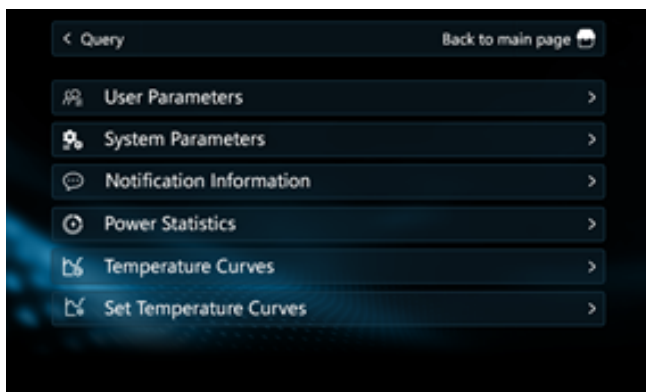 < Query
Back to main page
User Parameters >
System Parameters >
Notification Information >
Power Statistics >
Temperature Curves >
Set Temperature Curves >